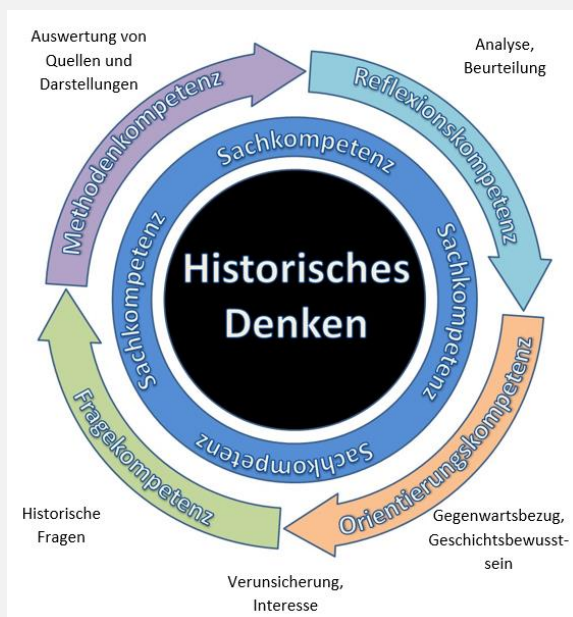 Auswertung von
Quellen und
Darstellungen
Analyse,
Beurteilung
Methodenkompetenz
Reflexionskompetenz
Sachkompetenz
Sachkompetenz
Sachkompetenz
Sachkompetenz
Historisches
Denken
Fragekompetenz
Orientierungskompetenz
Historische
Fragen
Gegenwartsbezug,
Geschichtsbewusst-
sein
Verunsicherung,
Interesse